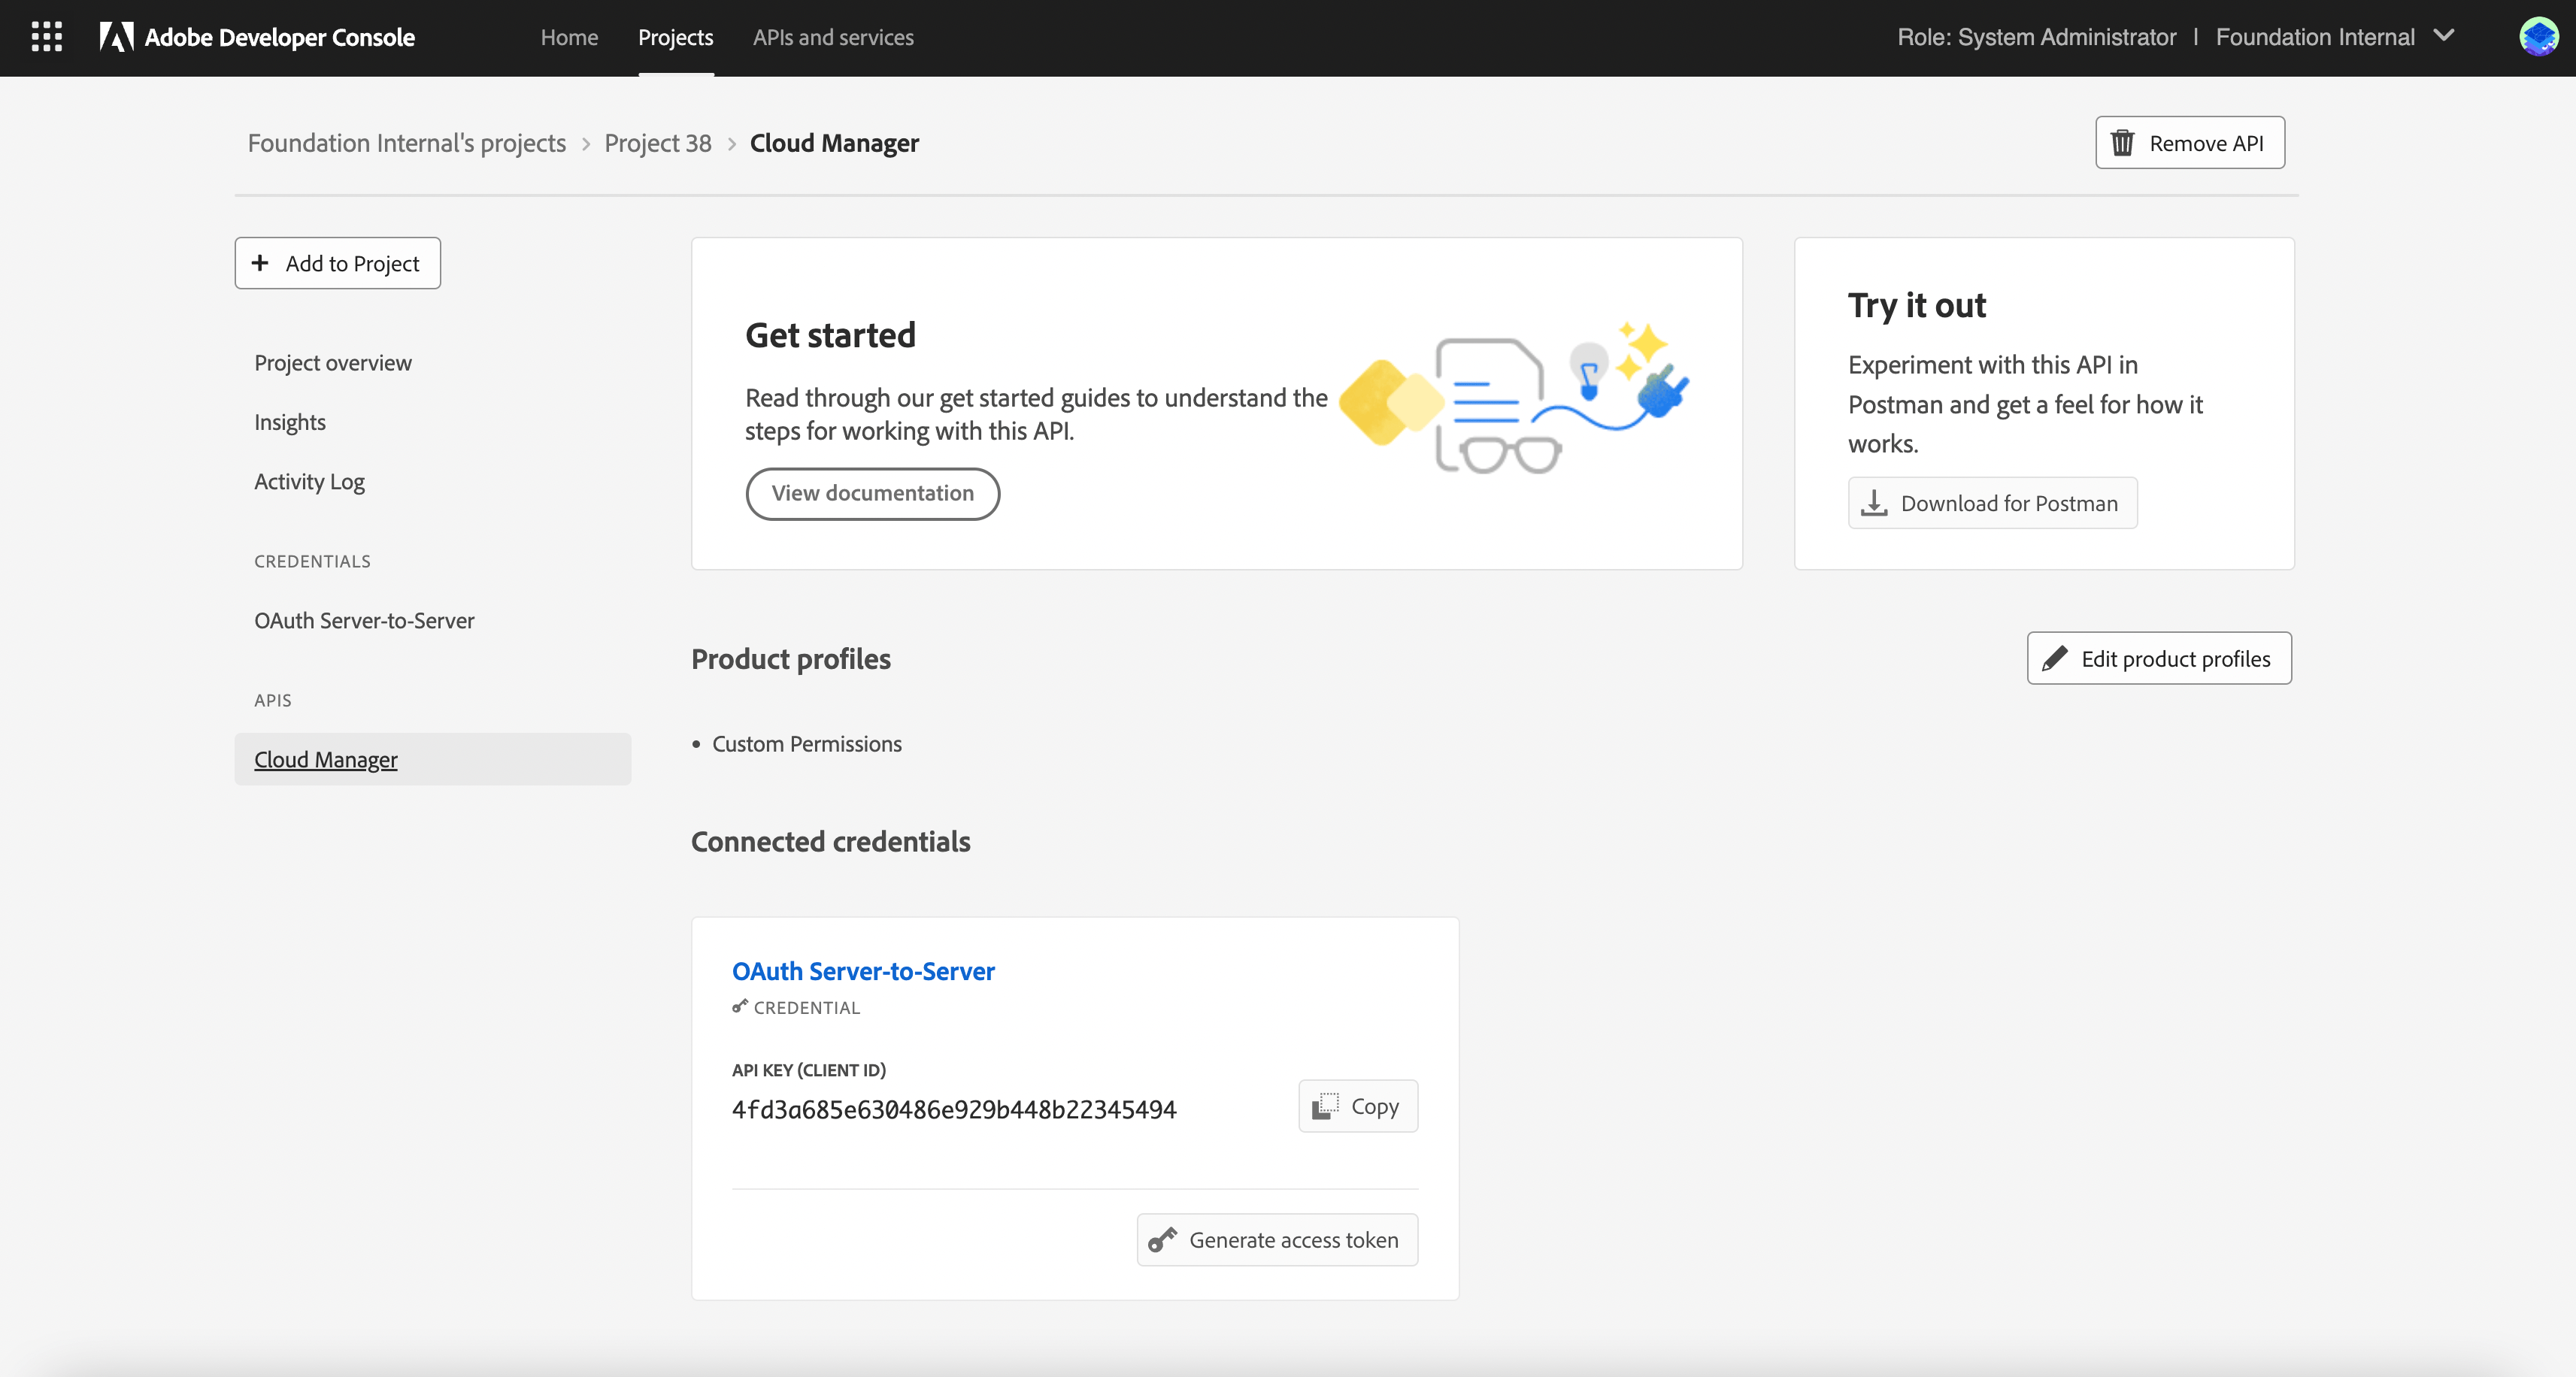 Adobe Developer Console
Home
Projects
APIs and services
Role: System Administrator | Foundation Internal
Foundation Internal's projects > Project 38 > Cloud Manager
Remove API
+ Add to Project
Project overview
Insights
Activity Log
CREDENTIALS
OAuth Server-to-Server
APIS
Cloud Manager
Get started
Read through our get started guides to understand the
steps for working with this API.
View documentation
Try it out
Experiment with this API in
Postman and get a feel for how it
works.
Download for Postman
Product profiles
Edit product profiles
• Custom Permissions
Connected credentials
OAuth Server-to-Server
CREDENTIAL
API KEY (CLIENT ID)
4fd3a685e630486e929b448b22345494
Copy
Generate access token